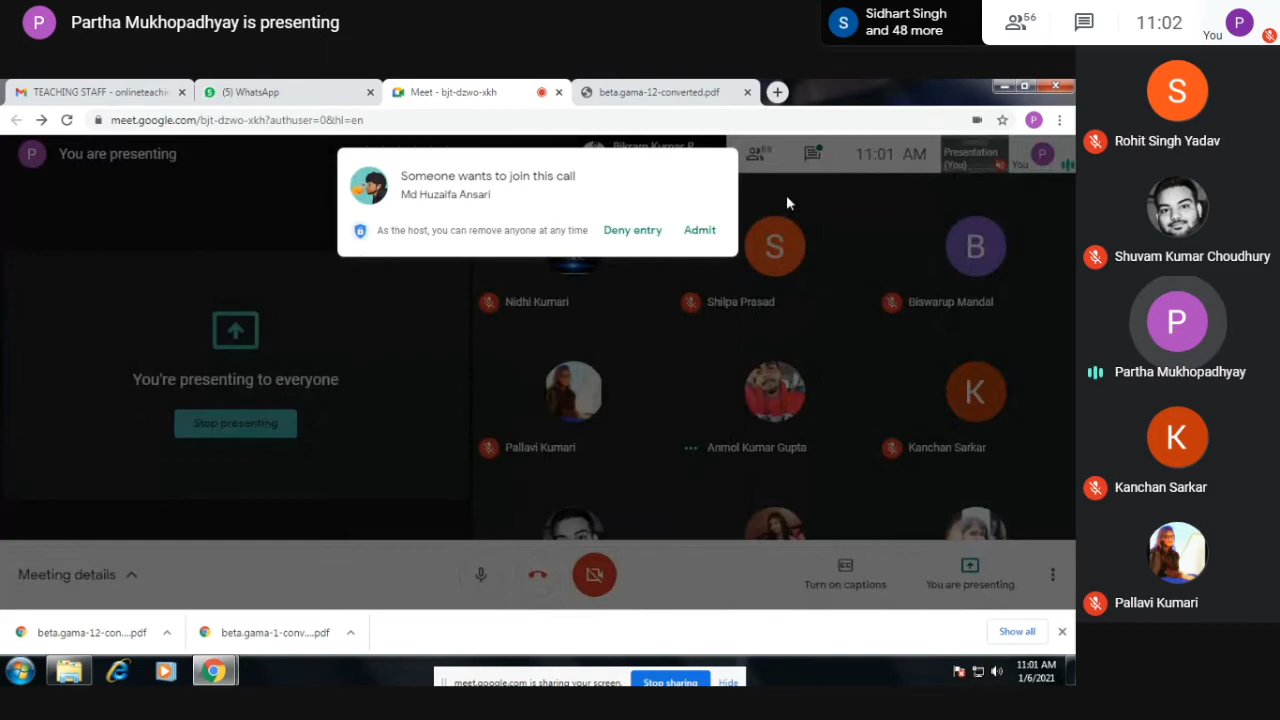 P
Partha Mukhopadhyay is presenting
S
Sidhart Singh
and 48 more
56
11:02
You
P
TEACHING STAFF - onlineteachin
(5) WhatsApp
Meet - bjt-dzwo-xkh
beta.gama-12-converted.pdf
meet.google.com/bjt-dzwo-xkh?authuser=0&hl=en
P
P
You are presenting
Bikram Kumar P
56
11:01 AM
Presentation
(You)
You
P
Someone wants to join this call
Md Huzaifa Ansari
As the host, you can remove anyone at any time
Deny entry
Admit
S
B
Nidhi Kumari
Shilpa Prasad
Biswarup Mandal
You're presenting to everyone
Stop presenting
K
Pallavi Kumari
Anmol Kumar Gupta
Kanchan Sarkar
Meeting details
Turn on captions
You are presenting
beta.gama-12-con....pdf
beta.gama-1-conv....pdf
Show all
meet.google.com is sharing your screen.
Stop sharing
Hide
11:01 AM
1/6/2021
S
Rohit Singh Yadav
Shuvam Kumar Choudhury
P
Partha Mukhopadhyay
K
Kanchan Sarkar
Pallavi Kumari